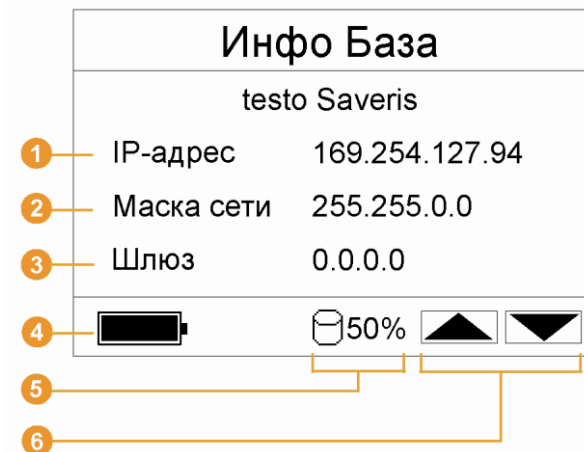 Инфо База
testo Saveris
1 IP-адрес 169.254.127.94
2 Маска сети 255.255.0.0
3 Шлюз 0.0.0.0
4 50%
5
6